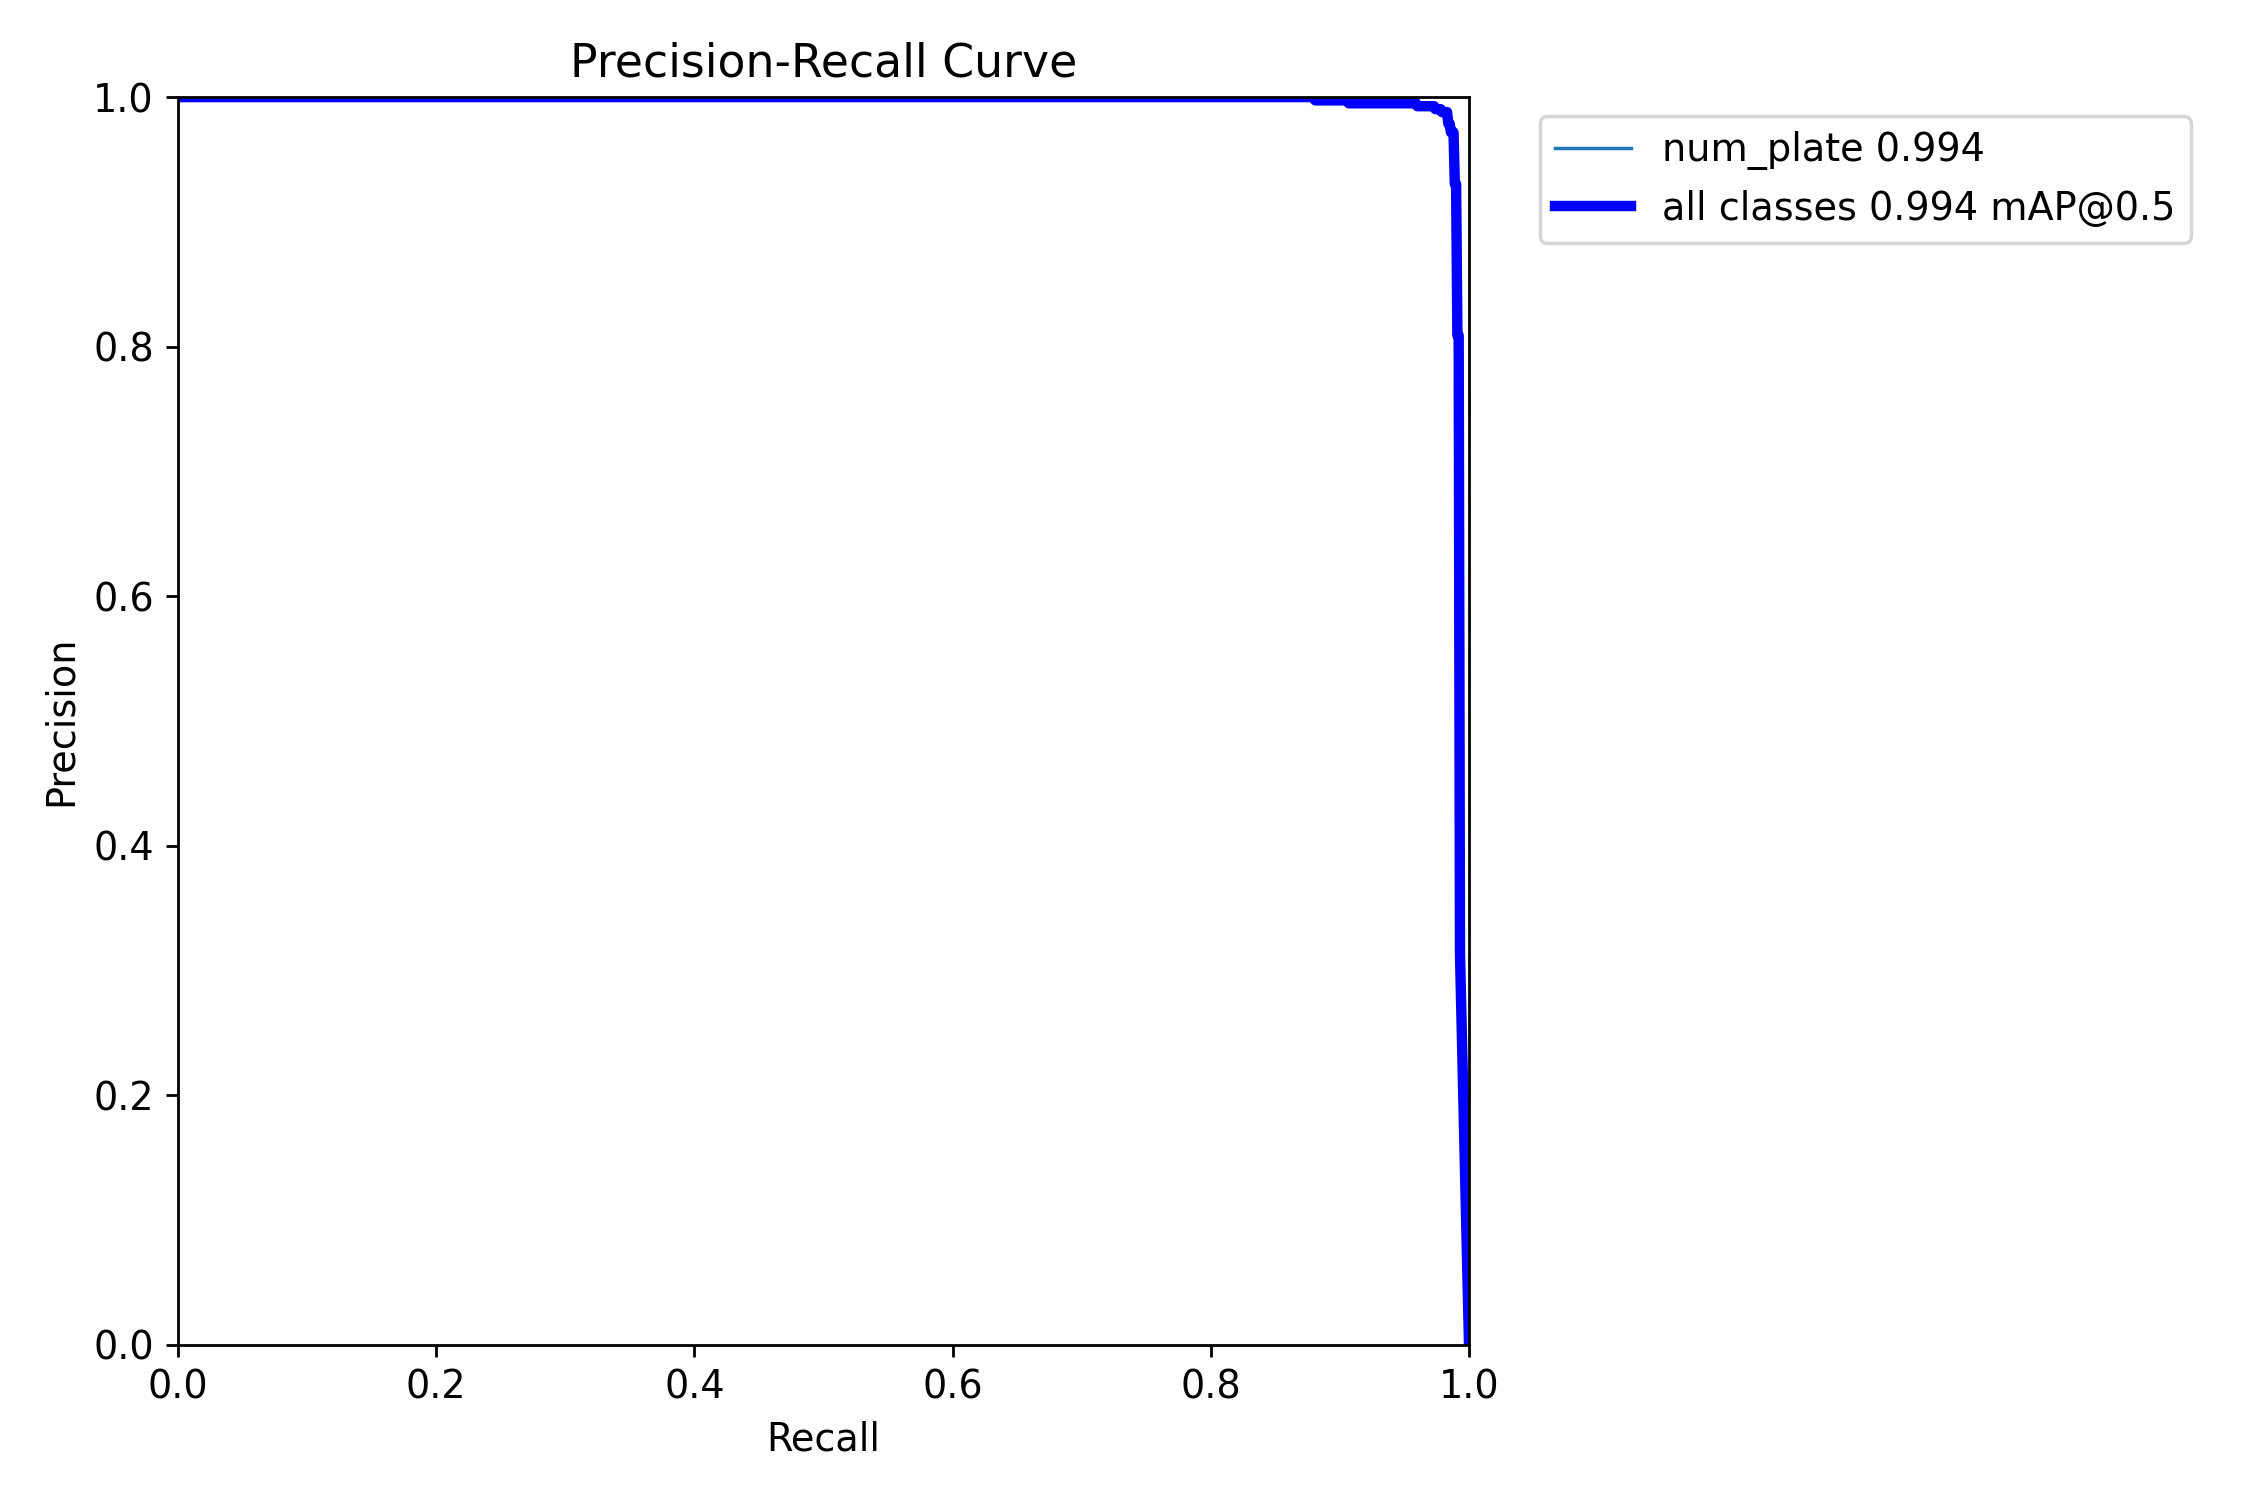 Precision-Recall Curve
1.0
0.8
0.6
0.4
0.2
0.0
Precision
0.0 0.2 0.4 0.6 0.8 1.0
Recall
num_plate 0.994
all classes 0.994 mAP@0.5